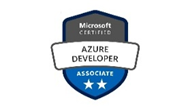 Microsoft
CERTIFIED
AZURE
DEVELOPER
ASSOCIATE